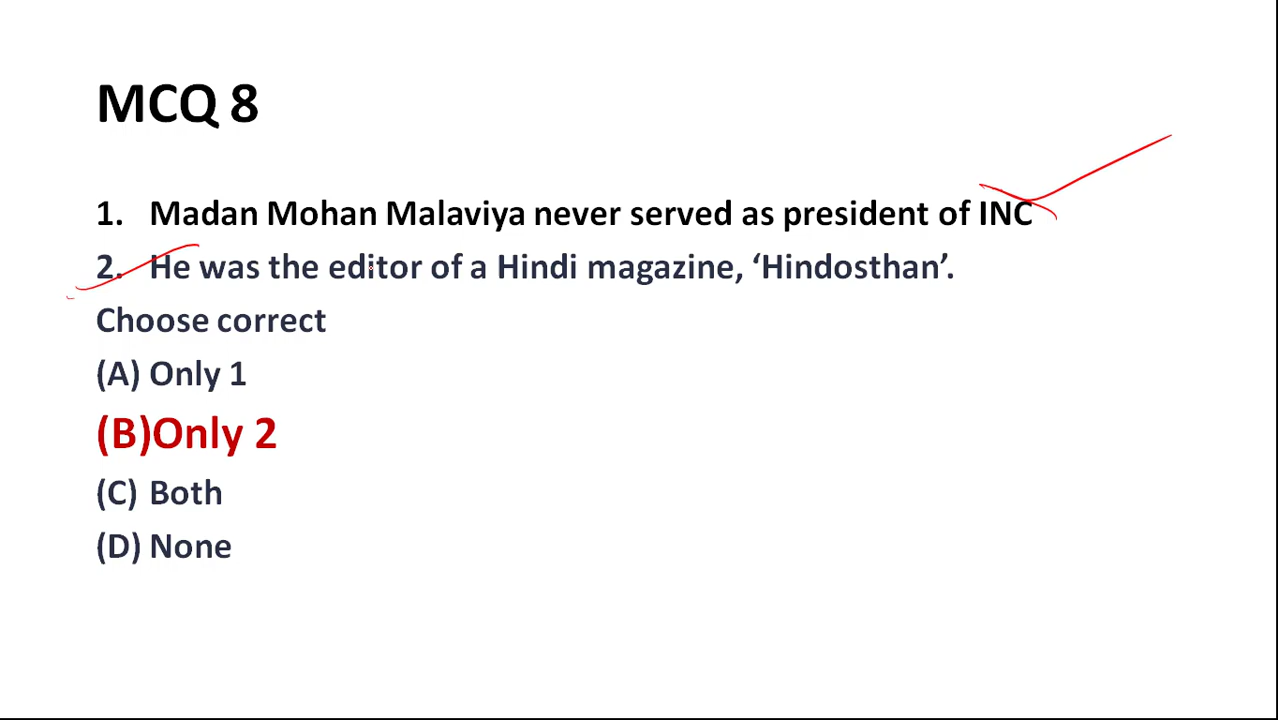 MCQ 8
1. Madan Mohan Malaviya never served as president of INC
2. He was the editor of a Hindi magazine, ‘Hindosthan’.
Choose correct
(A) Only 1
(B)Only 2
(C) Both
(D) None